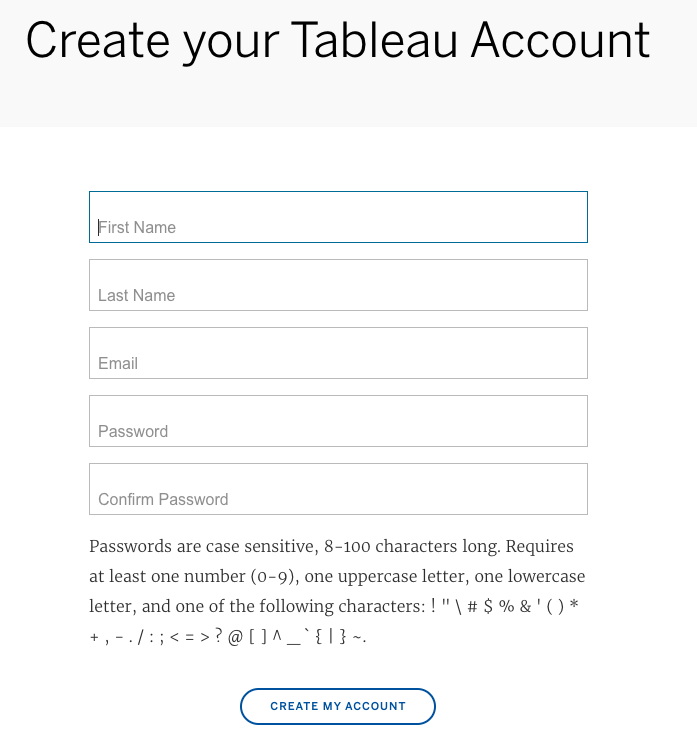 Create your Tableau Account
First Name
Last Name
Email
Password
Confirm Password
Passwords are case sensitive, 8-100 characters long. Requires
at least one number (0-9), one uppercase letter, one lowercase
letter, and one of the following characters: ! " \ # $ % & ' ( ) *
+ , - . / : ; < = > ? @ [ ] ^ _ ` { | } ~.
CREATE MY ACCOUNT